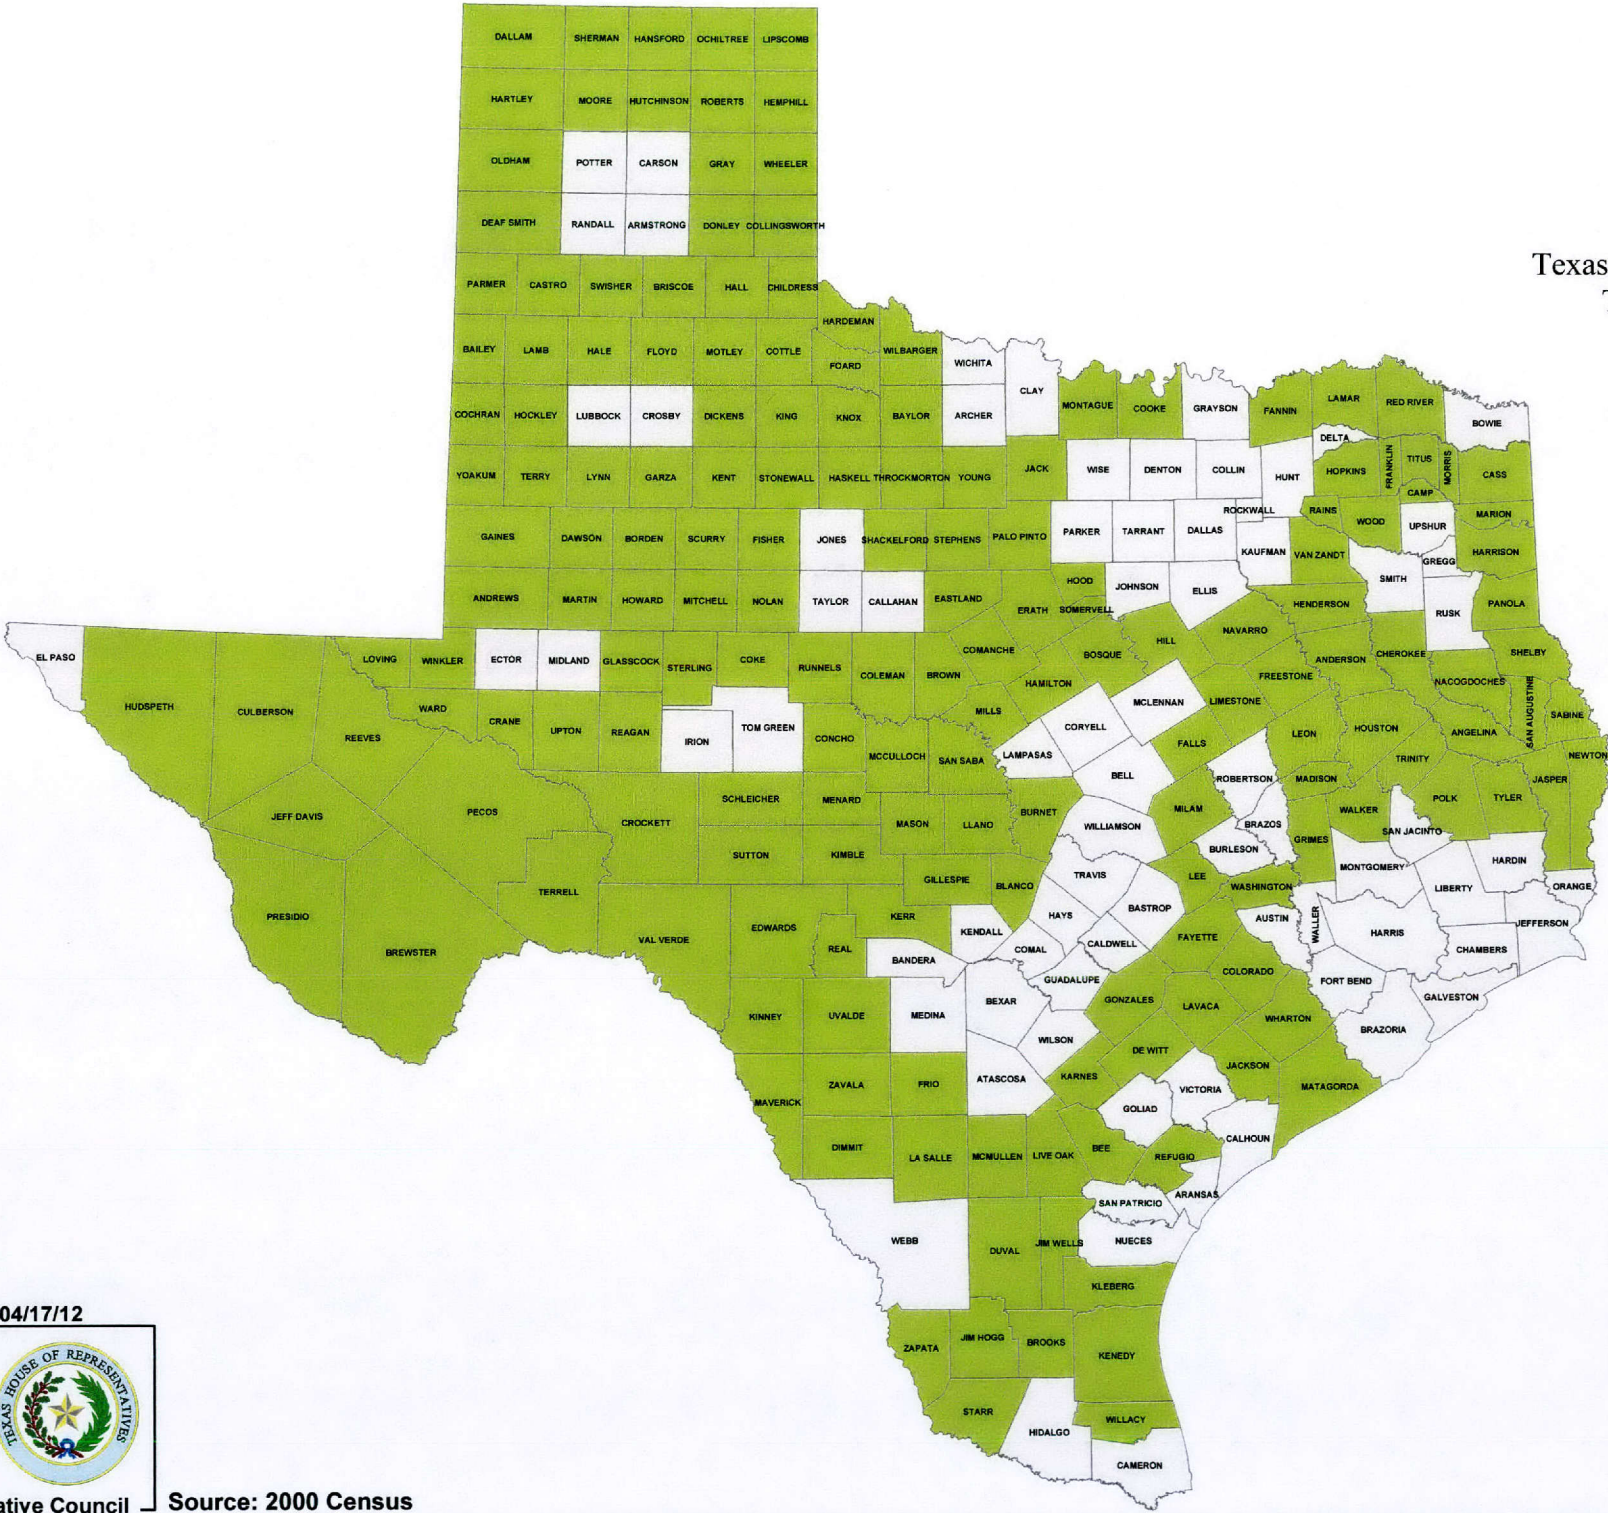 DALLAM SHERMAN HANSFORD OCHILTREE LIPSCOMB
HARTLEY MOORE HUTCHINSON ROBERTS HEMPHILL
OLDHAM POTTER CARSON GRAY WHEELER
DEAF SMITH RANDALL ARMSTRONG DONLEY COLLINGSWORTH
Texas
PARMER CASTRO SWISHER BRISCOE HALL CHILDRESS
HARDEMAN
BAILEY LAMB HALE FLOYD MOTLEY COTTLE FOARD WILBARGER WICHITA
CLAY
COCHRAN HOCKLEY LUBBOCK CROSBY DICKENS KING KNOX BAYLOR ARCHER MONTAGUE COOKE GRAYSON FANNIN LAMAR RED RIVER BOWIE
DELTA
YOAKUM TERRY LYNN GARZA KENT STONEWALL HASKELL THROCKMORTON YOUNG JACK WISE DENTON COLLIN HUNT HOPKINS FRANKLIN TITUS MORRIS CASS
CAMP
GAINES DAWSON BORDEN SCURRY FISHER JONES SHACKELFORD STEPHENS PALO PINTO PARKER TARRANT DALLAS ROCKWALL RAINS WOOD UPSHUR MARION
KAUFMAN VAN ZANDT GREGG HARRISON
ANDREWS MARTIN HOWARD MITCHELL NOLAN TAYLOR CALLAHAN EASTLAND ERATH HOOD JOHNSON ELLIS SMITH
SOMERVELL HENDERSON RUSK PANOLA
EL PASO LOVING WINKLER ECTOR MIDLAND GLASSCOCK STERLING COKE RUNNELS COLEMAN BROWN COMANCHE BOSQUE HILL NAVARRO ANDERSON CHEROKEE SHELBY
HAMILTON FREESTONE NACOGDOCHES
HUDSPETH CULBERSON REEVES WARD CRANE UPTON REAGAN IRION TOM GREEN CONCHO MILLS CORYELL MCLENNAN LIMESTONE LEON HOUSTON ANGELINA SAN AUGUSTINE SABINE
MCCULLOCH SAN SABA LAMPASAS FALLS TRINITY NEWTON
BELL ROBERTSON MADISON JASPER
JEFF DAVIS PECOS CROCKETT SCHLEICHER MENARD MASON LLANO BURNET WILLIAMSON MILAM BRAZOS WALKER POLK TYLER
SAN JACINTO
SUTTON KIMBLE BURLESON GRIMES
TERRELL GILLESPIE BLANCO TRAVIS LEE WASHINGTON MONTGOMERY LIBERTY HARDIN ORANGE
PRESIDIO BREWSTER VAL VERDE EDWARDS REAL KERR KENDALL HAYS BASTROP AUSTIN WALLER HARRIS JEFFERSON
BANDERA COMAL CALDWELL FAYETTE CHAMBERS
GUADALUPE COLORADO FORT BEND GALVESTON
KINNEY UVALDE MEDINA BEXAR GONZALES LAVACA WHARTON BRAZORIA
WILSON DE WITT
MAVERICK ZAVALA FRIO ATASCOSA KARNES JACKSON MATAGORDA
GOLIAD VICTORIA
DIMMIT LA SALLE MCMULLEN LIVE OAK BEE REFUGIO CALHOUN
SAN PATRICIO ARANSAS
WEBB DUVAL JIM WELLS NUECES
KLEBERG
ZAPATA JIM HOGG BROOKS KENEDY
STARR HIDALGO WILLACY
CAMERON
04/17/12
TEXAS HOUSE OF REPRESENTATIVES
ative Council
Source: 2000 Census